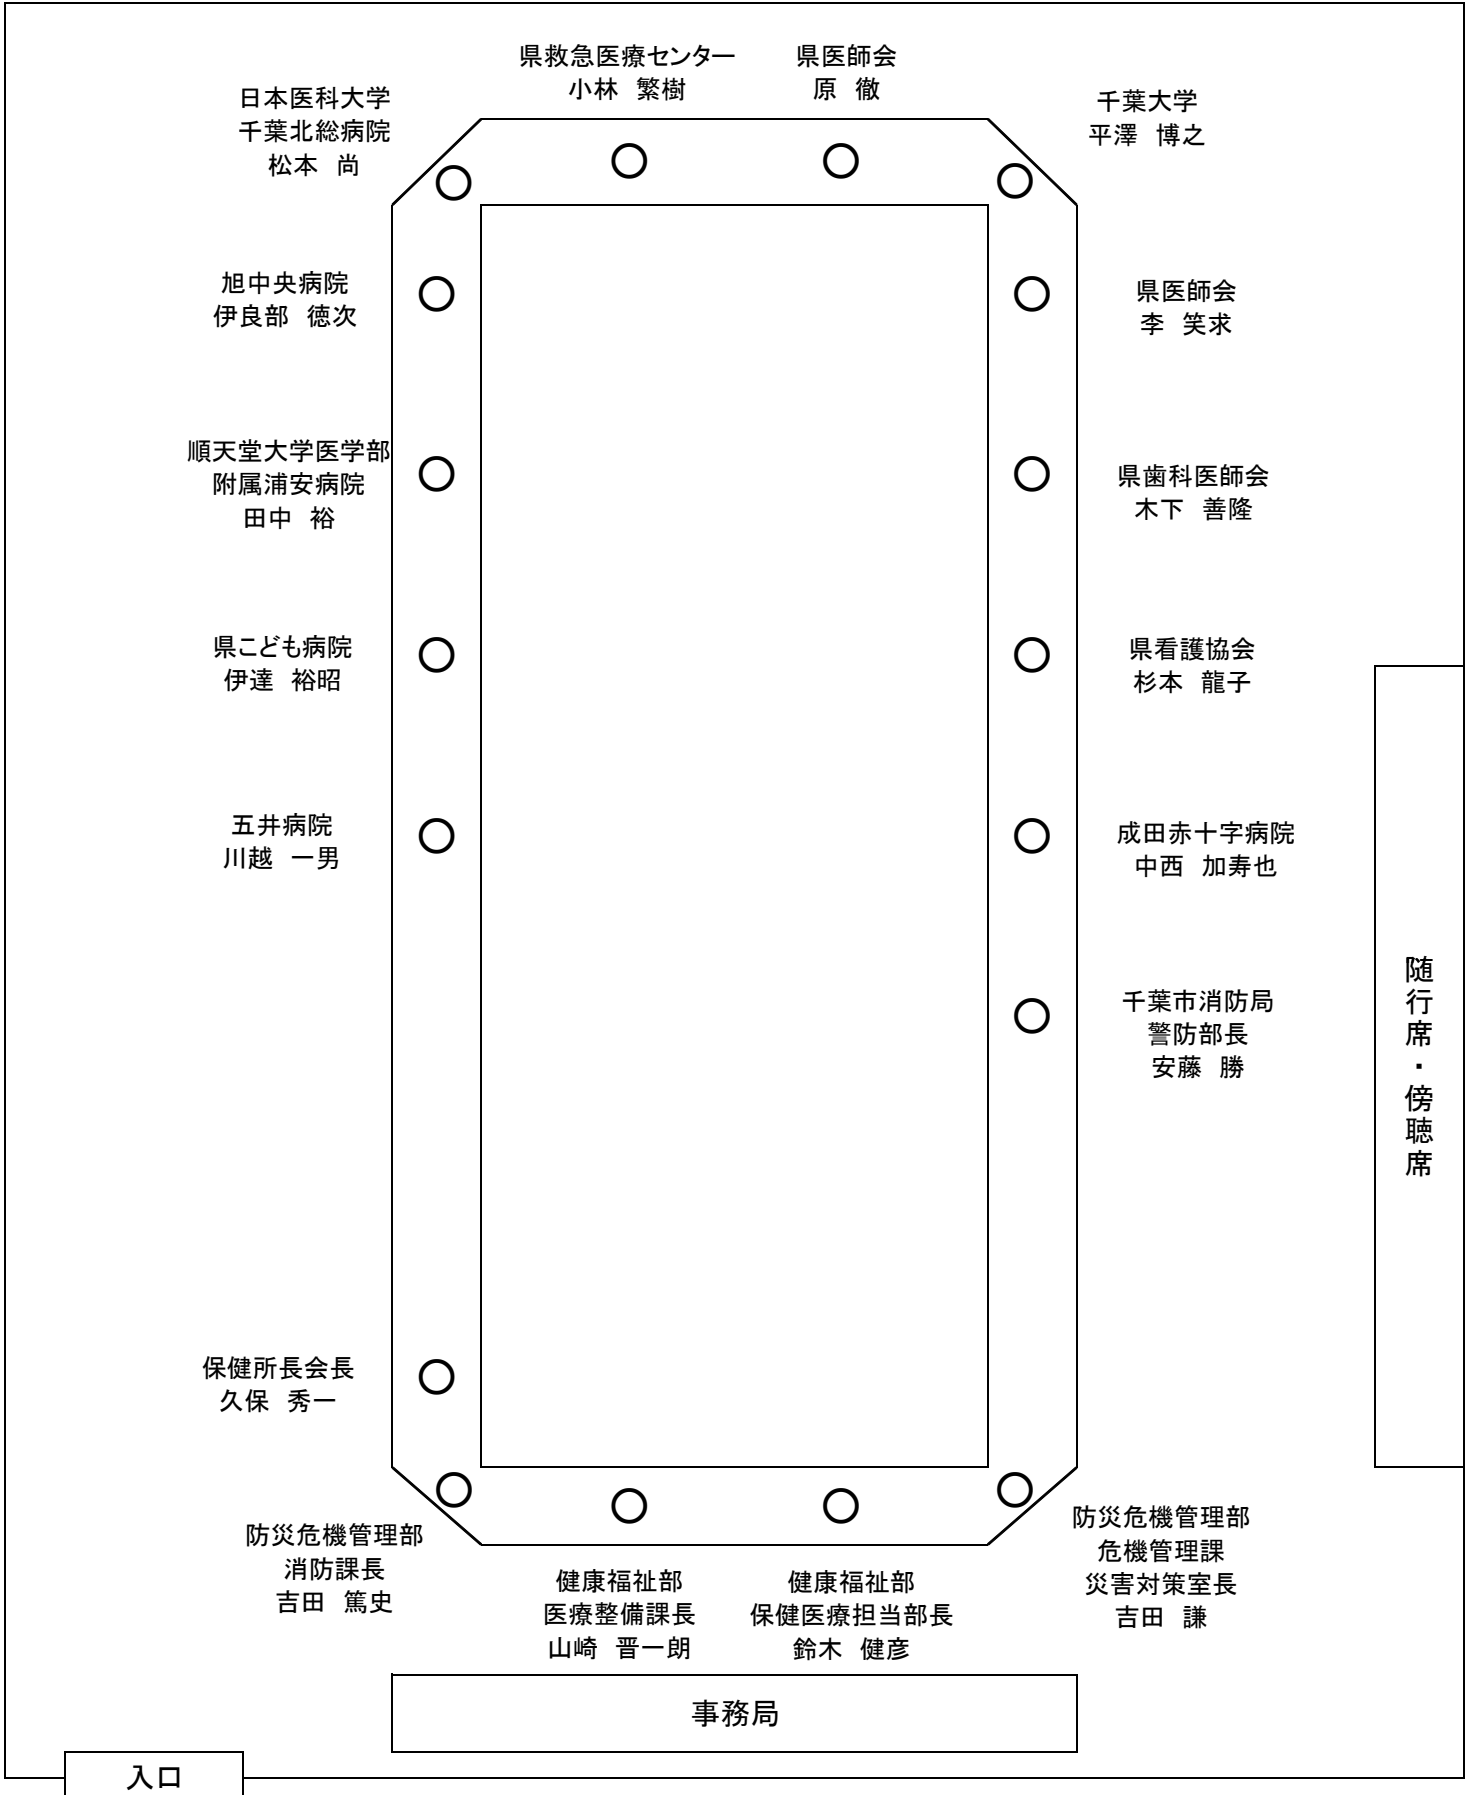 県救急医療センター
小林　繁樹
県医師会
原　徹
日本医科大学
千葉北総病院
松本　尚
千葉大学
平澤　博之
旭中央病院
伊良部　徳次
県医師会
李　笑求
順天堂大学医学部
附属浦安病院
田中　裕
県歯科医師会
木下　善隆
県こども病院
伊達　裕昭
県看護協会
杉本　龍子
五井病院
川越　一男
成田赤十字病院
中西　加寿也
千葉市消防局
警防部長
安藤　勝
随行席・傍聴席
保健所長会長
久保　秀一
防災危機管理部
消防課長
吉田　篤史
健康福祉部
医療整備課長
山崎　晋一朗
健康福祉部
保健医療担当部長
鈴木　健彦
防災危機管理部
危機管理課
災害対策室長
吉田　謙
事務局
入口